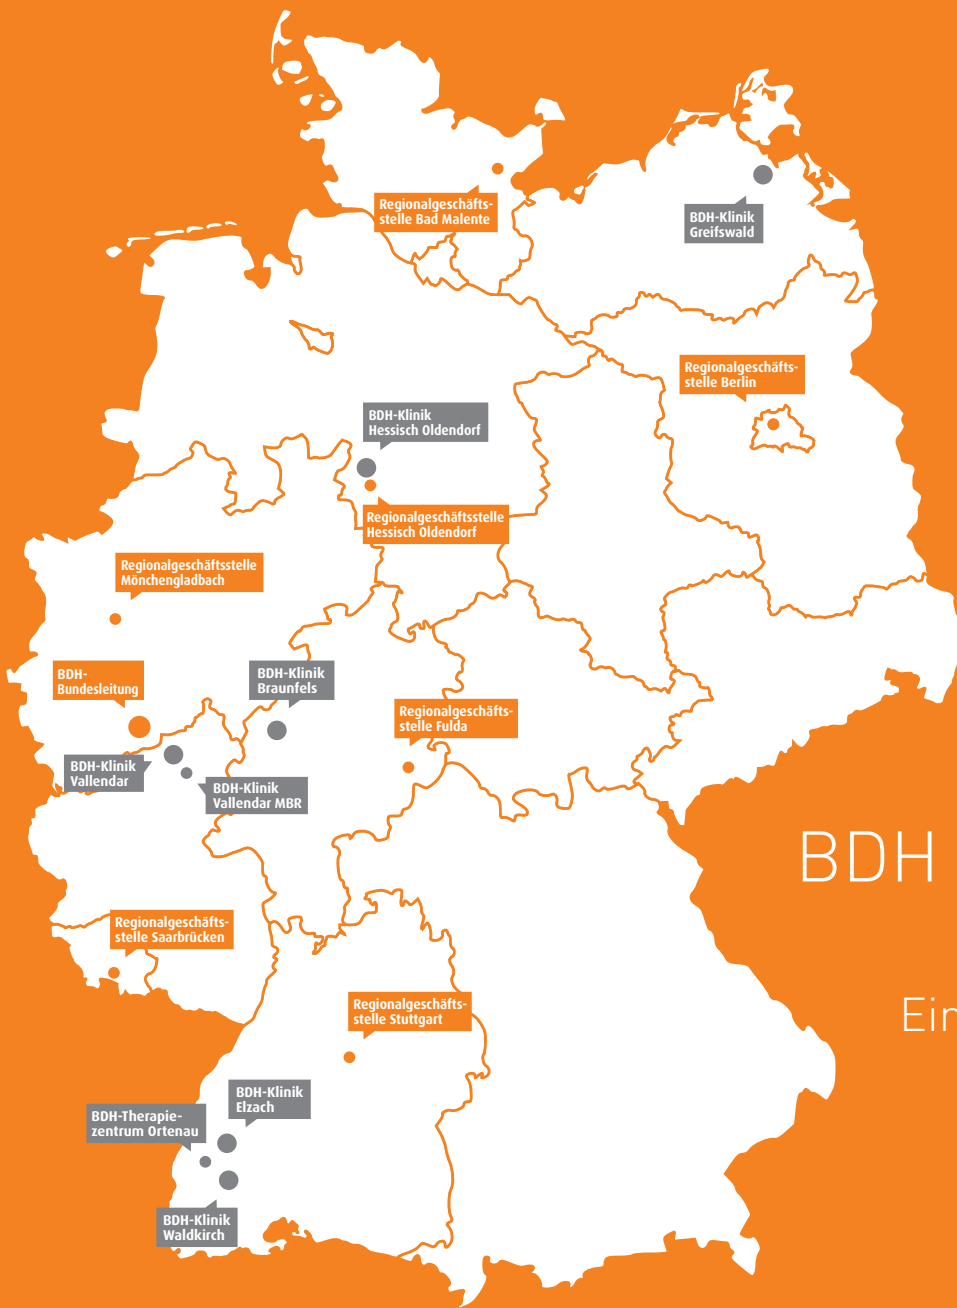 Regionalgeschäfts-
stelle Bad Malente
BDH-Klinik
Greifswald
Regionalgeschäfts-
stelle Berlin
BDH-Klinik
Hessisch Oldendorf
Regionalgeschäftsstelle
Hessisch Oldendorf
Regionalgeschäftsstelle
Mönchengladbach
BDH-
Bundesleitung
BDH-Klinik
Braunfels
Regionalgeschäfts-
stelle Fulda
BDH-Klinik
Vallendar
BDH-Klinik
Vallendar MBR
BDH
Regionalgeschäfts-
stelle Saarbrücken
Regionalgeschäfts-
stelle Stuttgart
BDH-Klinik
Elzach
BDH-Therapie-
zentrum Ortenau
BDH-Klinik
Waldkirch